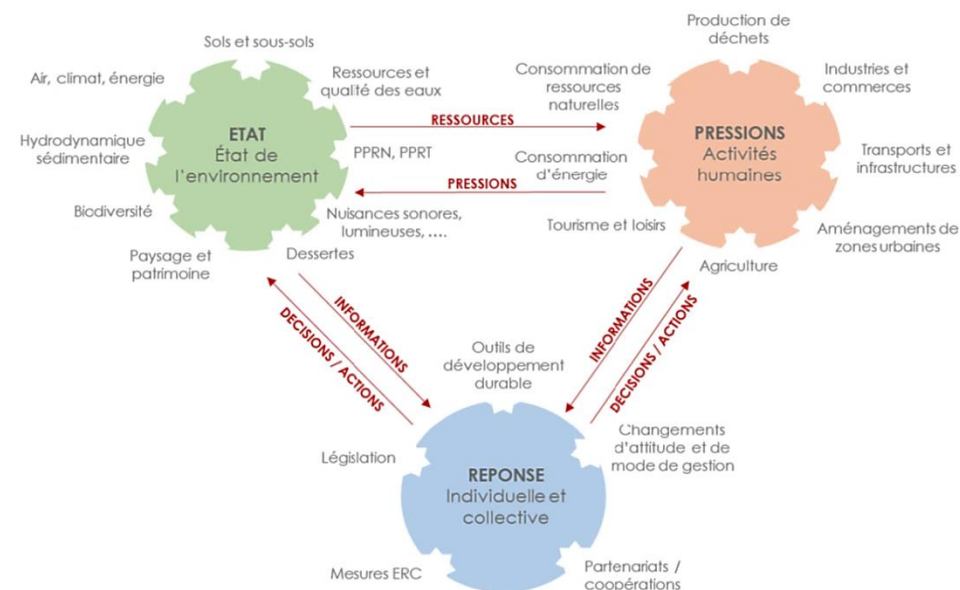 Sols et sous-sols
Air, climat, énergie
Ressources et
qualité des eaux
Hydrodynamique
sédimentaire
ETAT
État de
l'environnement
PPRN, PPRT
Biodiversité
Nuisances sonores,
lumineuses, ....
Paysage et
patrimoine
Dessertes
RESSOURCES
PRESSIONS
Production de
déchets
Consommation de
ressources
naturelles
Industries et
commerces
PRESSIONS
Activités
humaines
Consommation
d'énergie
Transports et
infrastructures
Tourisme et loisirs
Aménagements de
zones urbaines
Agriculture
INFORMATIONS
DECISIONS / ACTIONS
INFORMATIONS
DECISIONS / ACTIONS
Outils de
développement
durable
Législation
Changements
d'attitude et de
mode de gestion
REPONSE
Individuelle et
collective
Mesures ERC
Partenariats /
coopérations